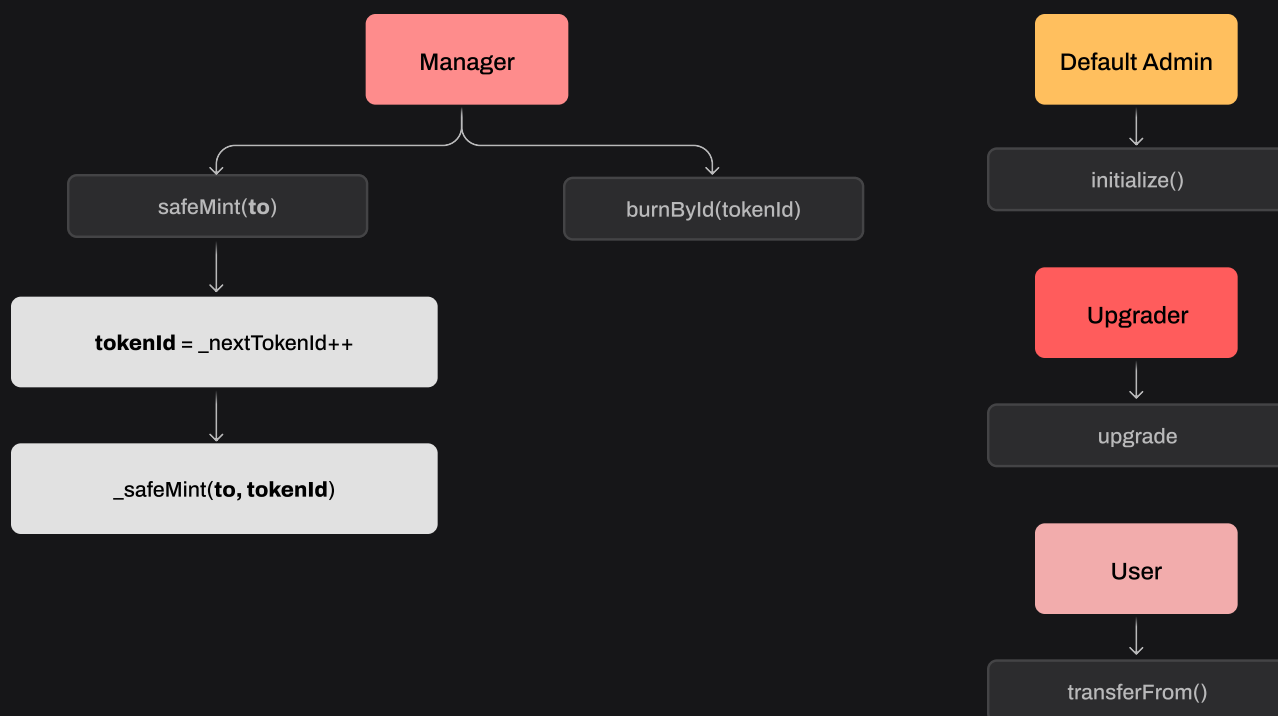 Manager
safeMint(to)
burnById(tokenId)
tokenId = _nextTokenId++
_safeMint(to, tokenId)
Default Admin
initialize()
Upgrader
upgrade
User
transferFrom()